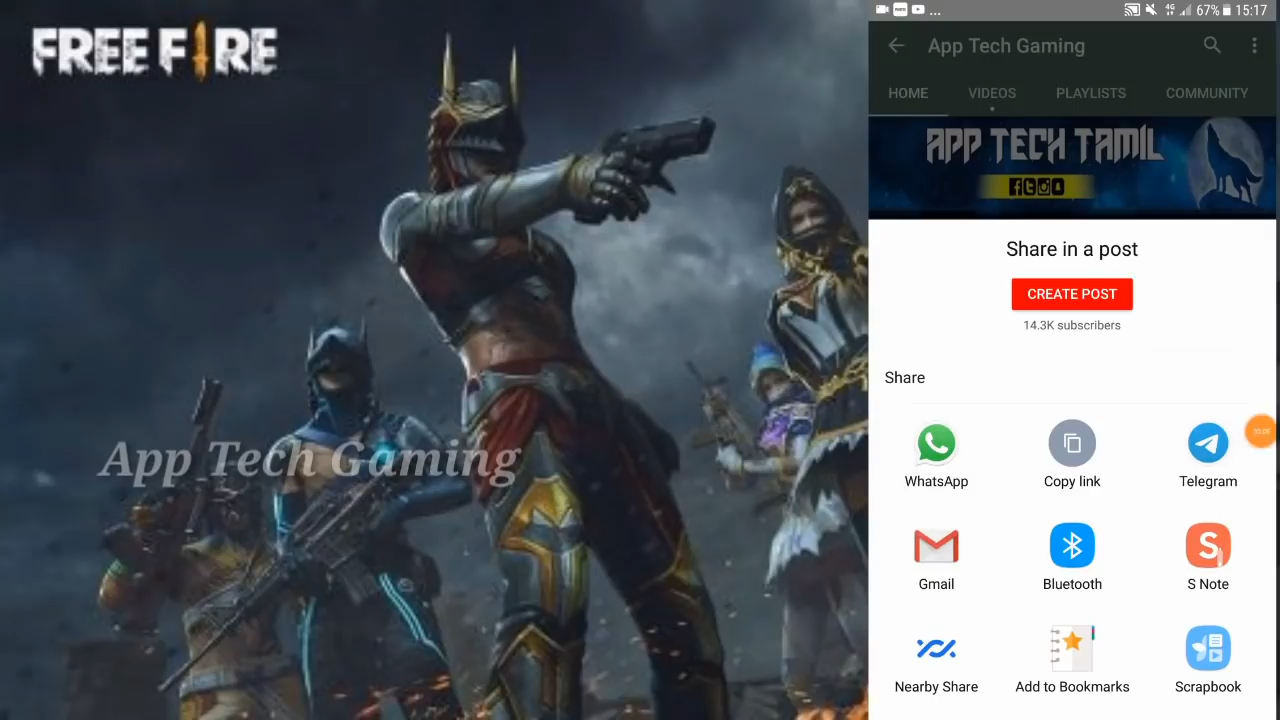 FREE FIRE
App Tech Gaming
... 4G 67% 15:17
App Tech Gaming
HOME VIDEOS PLAYLISTS COMMUNITY
APP TECH TAMIL
Share in a post
CREATE POST
14.3K subscribers
Share
WhatsApp Copy link Telegram
Gmail Bluetooth S Note
Nearby Share Add to Bookmarks Scrapbook